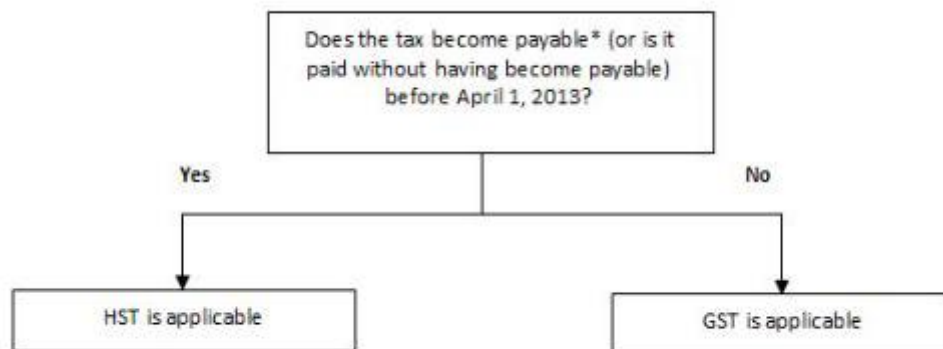 Does the tax become payable* (or is it
paid without having become payable)
before April 1, 2013?
Yes
No
HST is applicable
GST is applicable